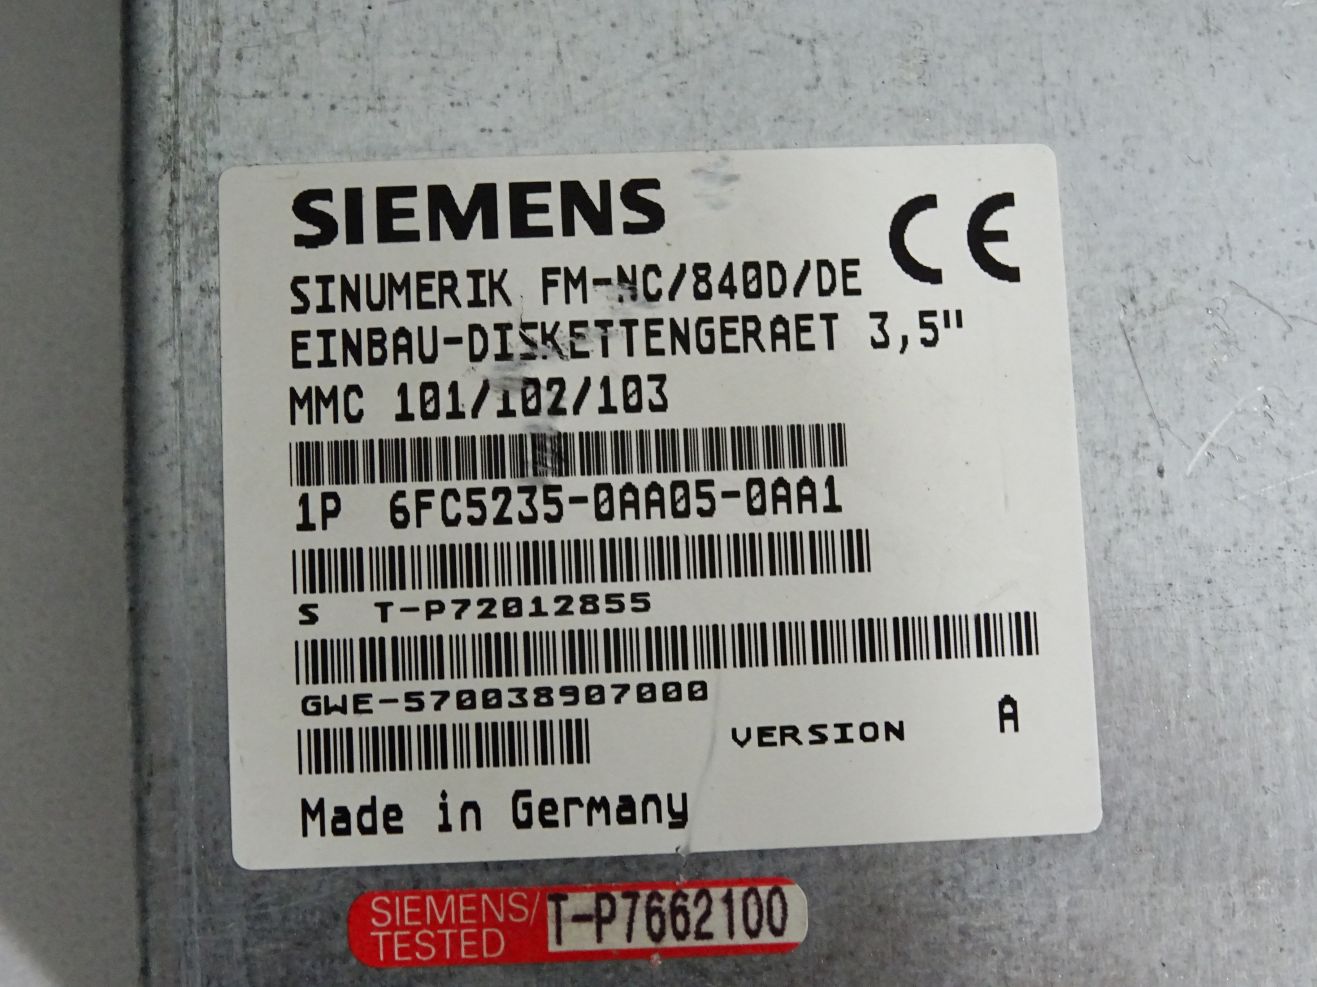 SIEMENS
CE
SINUMERIK FM-NC/840D/DE
EINBAU-DISKETTENGERAET 3,5"
MMC 101/102/103
1P 6FC5235-0AA05-0AA1
S T-P72012855
GWE-570038907000
VERSION A
Made in Germany
SIEMENS/
TESTED
T-P7662100